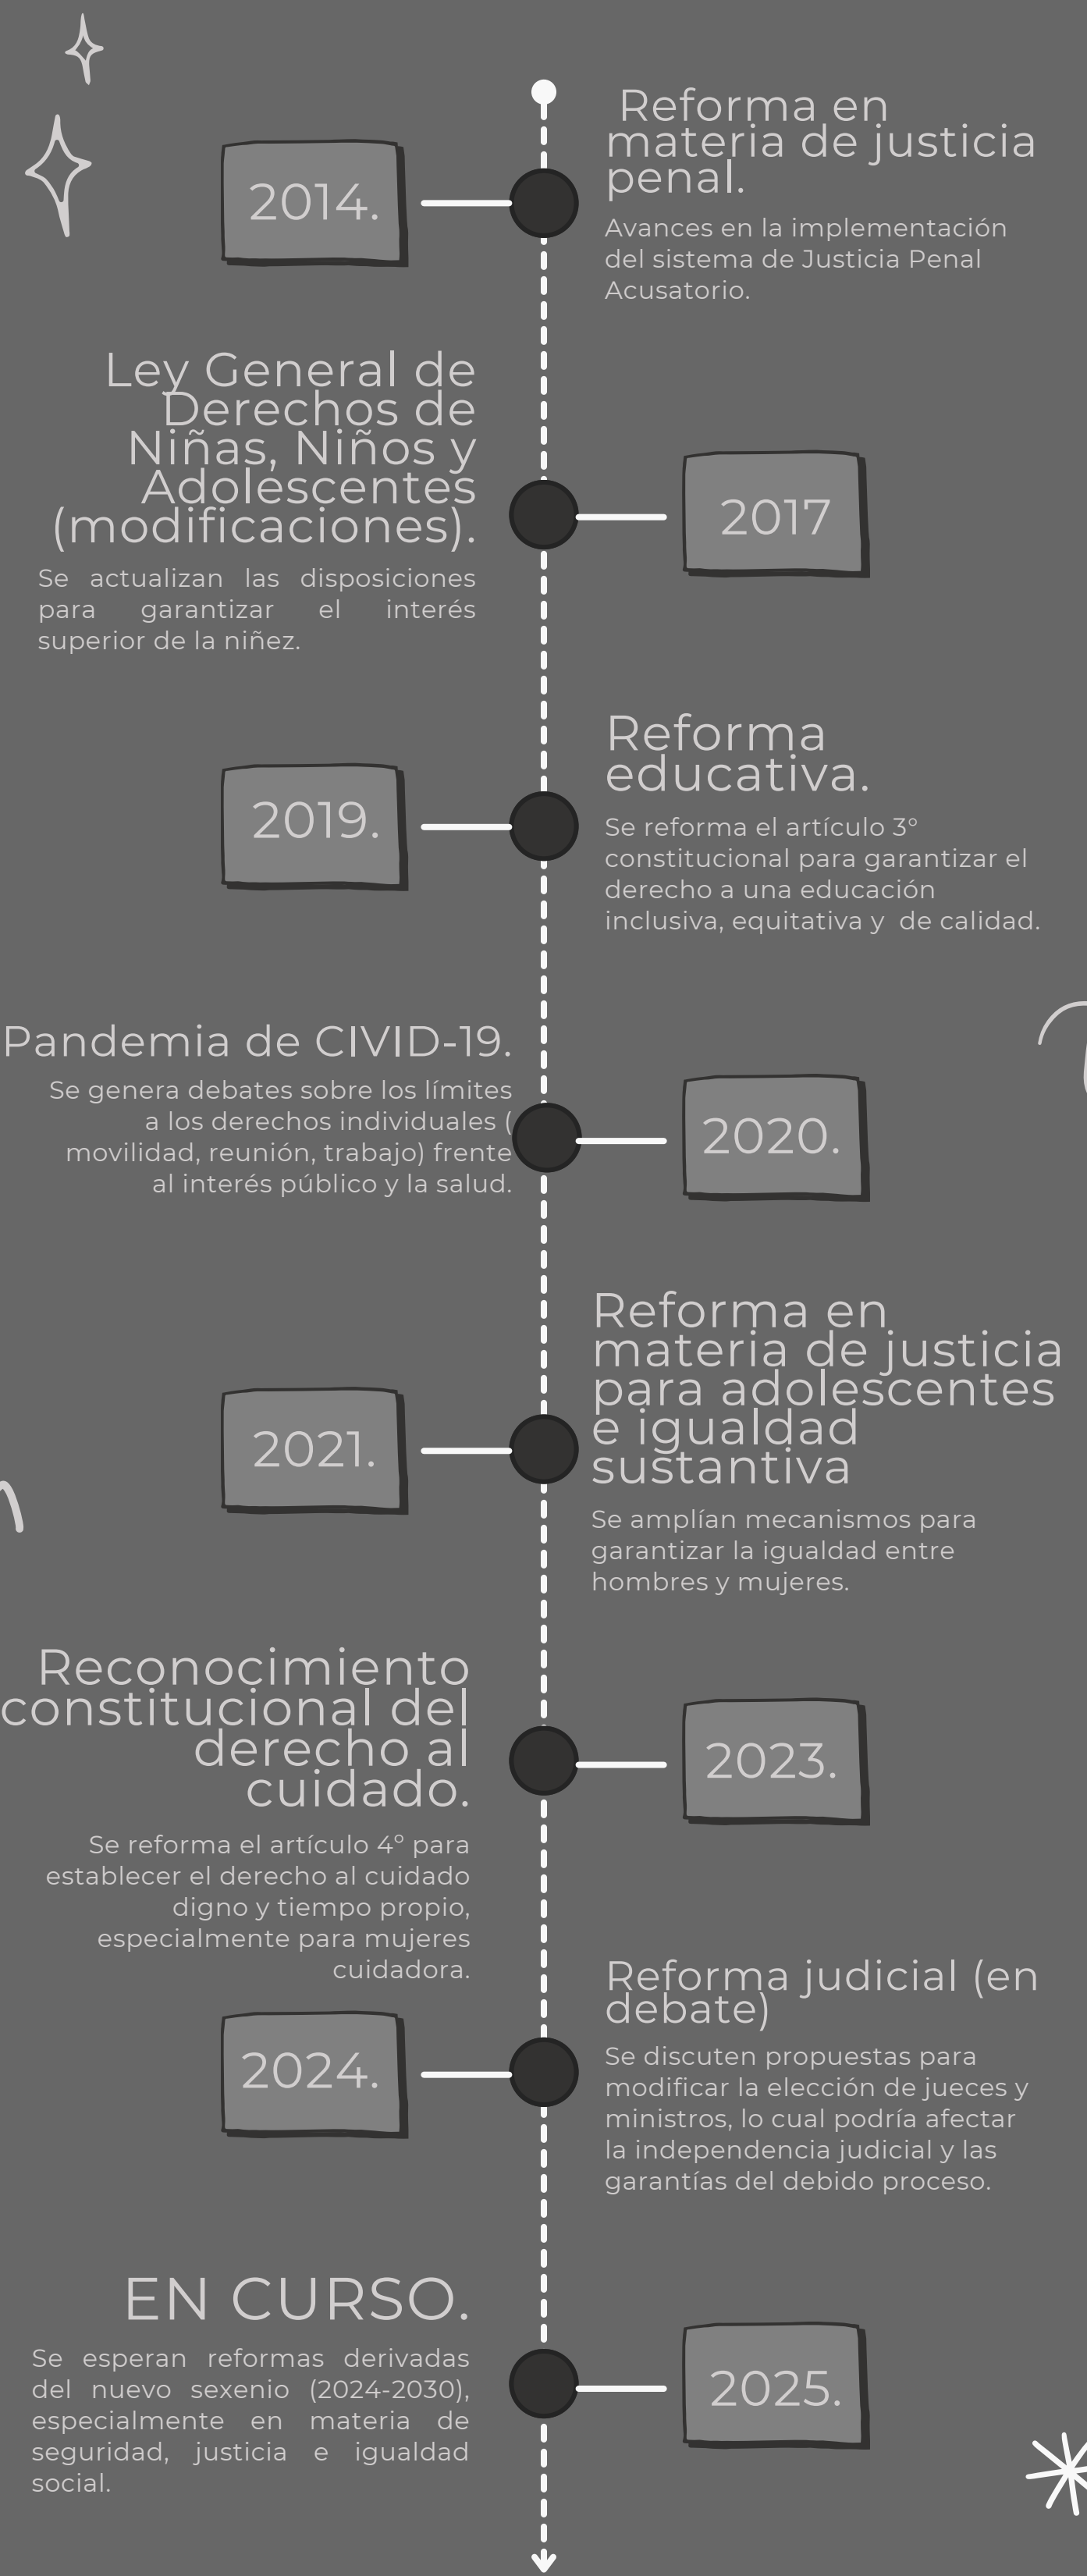 2014.
Reforma en
materia de justicia
penal.
Avances en la implementación
del sistema de Justicia Penal
Acusatorio.
Ley General de
Derechos de
Niñas, Niños y
Adolescentes
(modificaciones).
Se actualizan las disposiciones
para garantizar el interés
superior de la niñez.
2017
2019.
Reforma
educativa.
Se reforma el artículo 3°
constitucional para garantizar el
derecho a una educación
inclusiva, equitativa y de calidad.
Pandemia de CIVID-19.
Se genera debates sobre los límites
a los derechos individuales (
movilidad, reunión, trabajo) frente
al interés público y la salud.
2020.
2021.
Reforma en
materia de justicia
para adolescentes
e igualdad
sustantiva
Se amplían mecanismos para
garantizar la igualdad entre
hombres y mujeres.
Reconocimiento
constitucional del
derecho al
cuidado.
Se reforma el artículo 4º para
establecer el derecho al cuidado
digno y tiempo propio,
especialmente para mujeres
cuidadora.
2023.
2024.
Reforma judicial (en
debate)
Se discuten propuestas para
modificar la elección de jueces y
ministros, lo cual podría afectar
la independencia judicial y las
garantías del debido proceso.
EN CURSO.
Se esperan reformas derivadas
del nuevo sexenio (2024-2030),
especialmente en materia de
seguridad, justicia e igualdad
social.
2025.